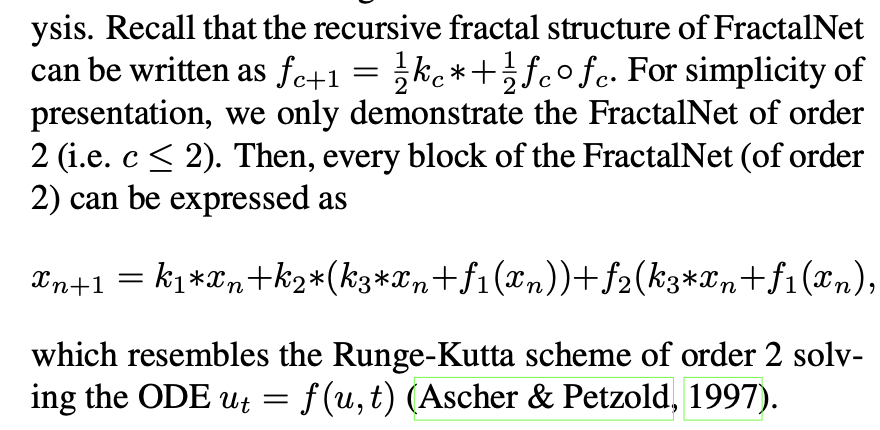 ysis. Recall that the recursive fractal structure of FractalNet
can be written as f_{c+1} = \frac{1}{2}k_c*+\frac{1}{2}f_c∘f_c. For simplicity of
presentation, we only demonstrate the FractalNet of order
2 (i.e. c ≤ 2). Then, every block of the FractalNet (of order
2) can be expressed as
x_{n+1} = k_1*x_n+k_2*(k_3*x_n+f_1(x_n))+f_2(k_3*x_n+f_1(x_n),
which resembles the Runge-Kutta scheme of order 2 solv-
ing the ODE u_t = f(u, t) (Ascher & Petzold, 1997).